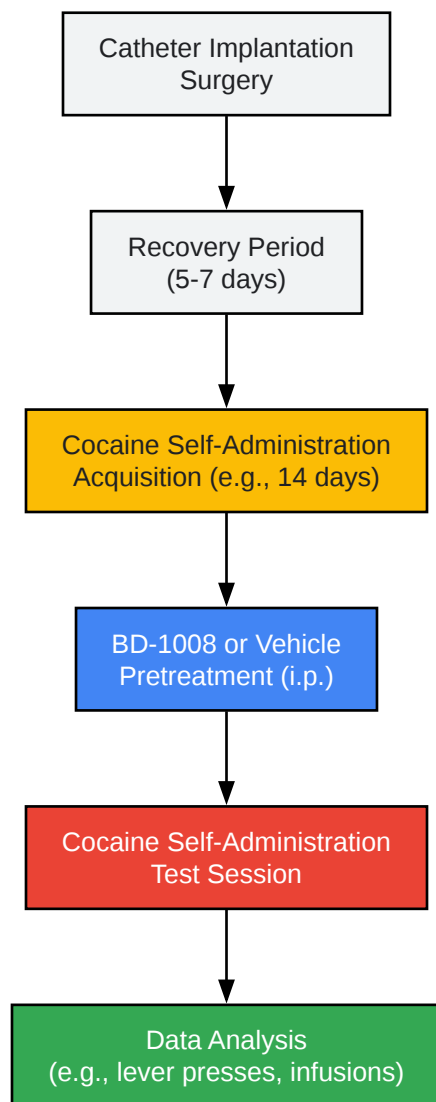 Catheter Implantation
Surgery
Recovery Period
(5-7 days)
Cocaine Self-Administration
Acquisition (e.g., 14 days)
BD-1008 or Vehicle
Pretreatment (i.p.)
Cocaine Self-Administration
Test Session
Data Analysis
(e.g., lever presses, infusions)